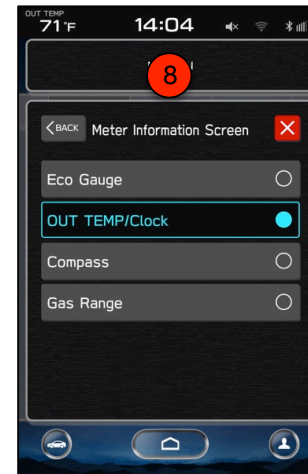 OUT TEMP
71°F 14:04
8
<BACK Meter Information Screen X
Eco Gauge
OUT TEMP/Clock
Compass
Gas Range